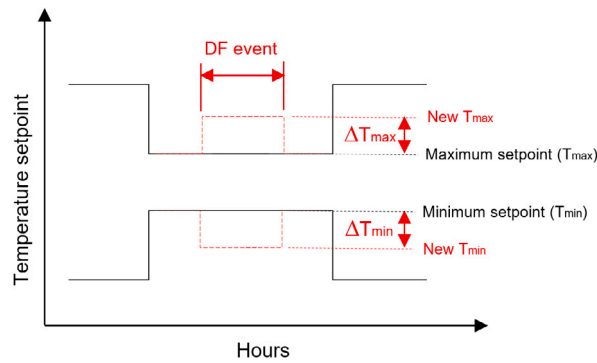 DF event
New Tmax
ΔTmax
Maximum setpoint (Tmax)
Minimum setpoint (Tmin)
ΔTmin
New Tmin
Temperature setpoint
Hours